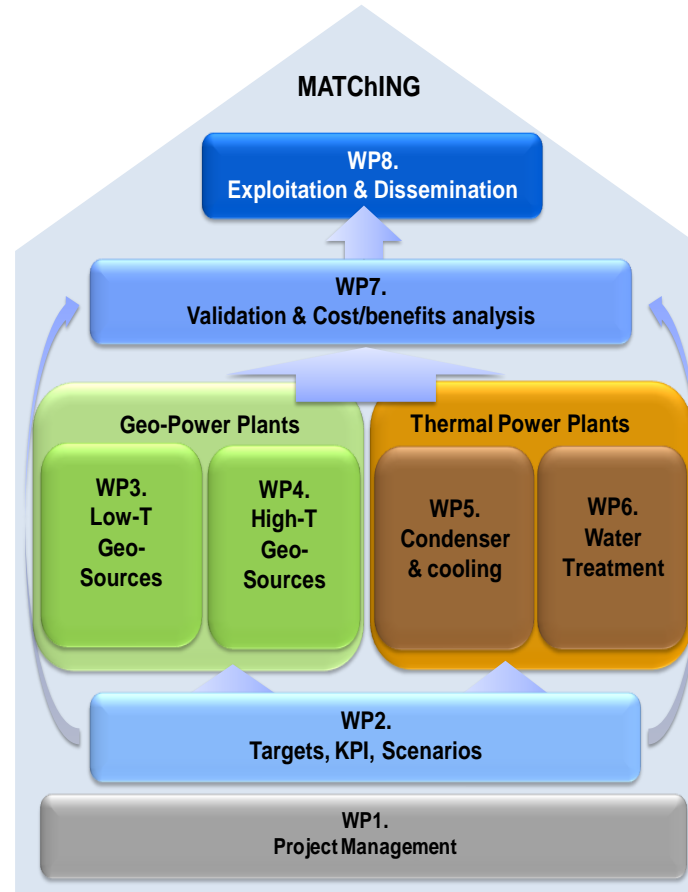 MATChING
WP8.
Exploitation & Dissemination
WP7.
Validation & Cost/benefits analysis
Geo-Power Plants
Thermal Power Plants
WP3.
Low-T
Geo-
Sources
WP4.
High-T
Geo-
Sources
WP5.
Condenser
& cooling
WP6.
Water
Treatment
WP2.
Targets, KPI, Scenarios
WP1.
Project Management